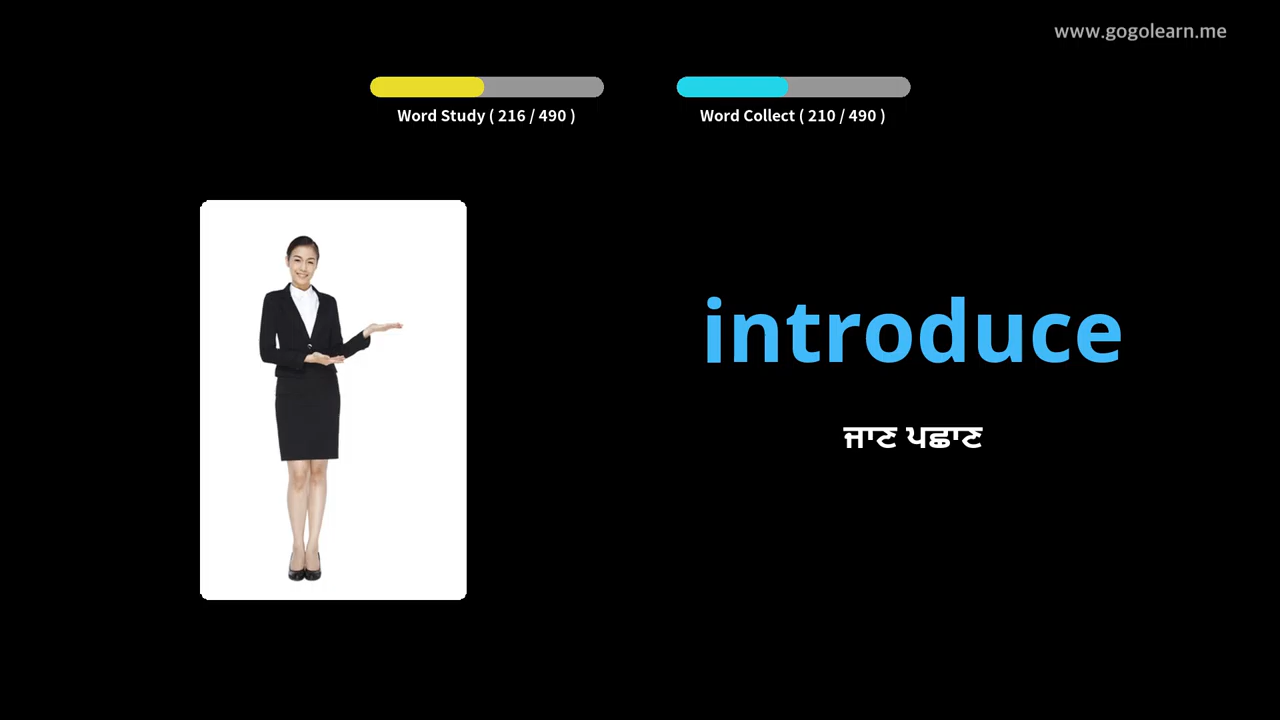 www.gogolearn.me
Word Study ( 216 / 490 )
Word Collect ( 210 / 490 )
introduce
ਜਾਣ ਪਛਾਣ